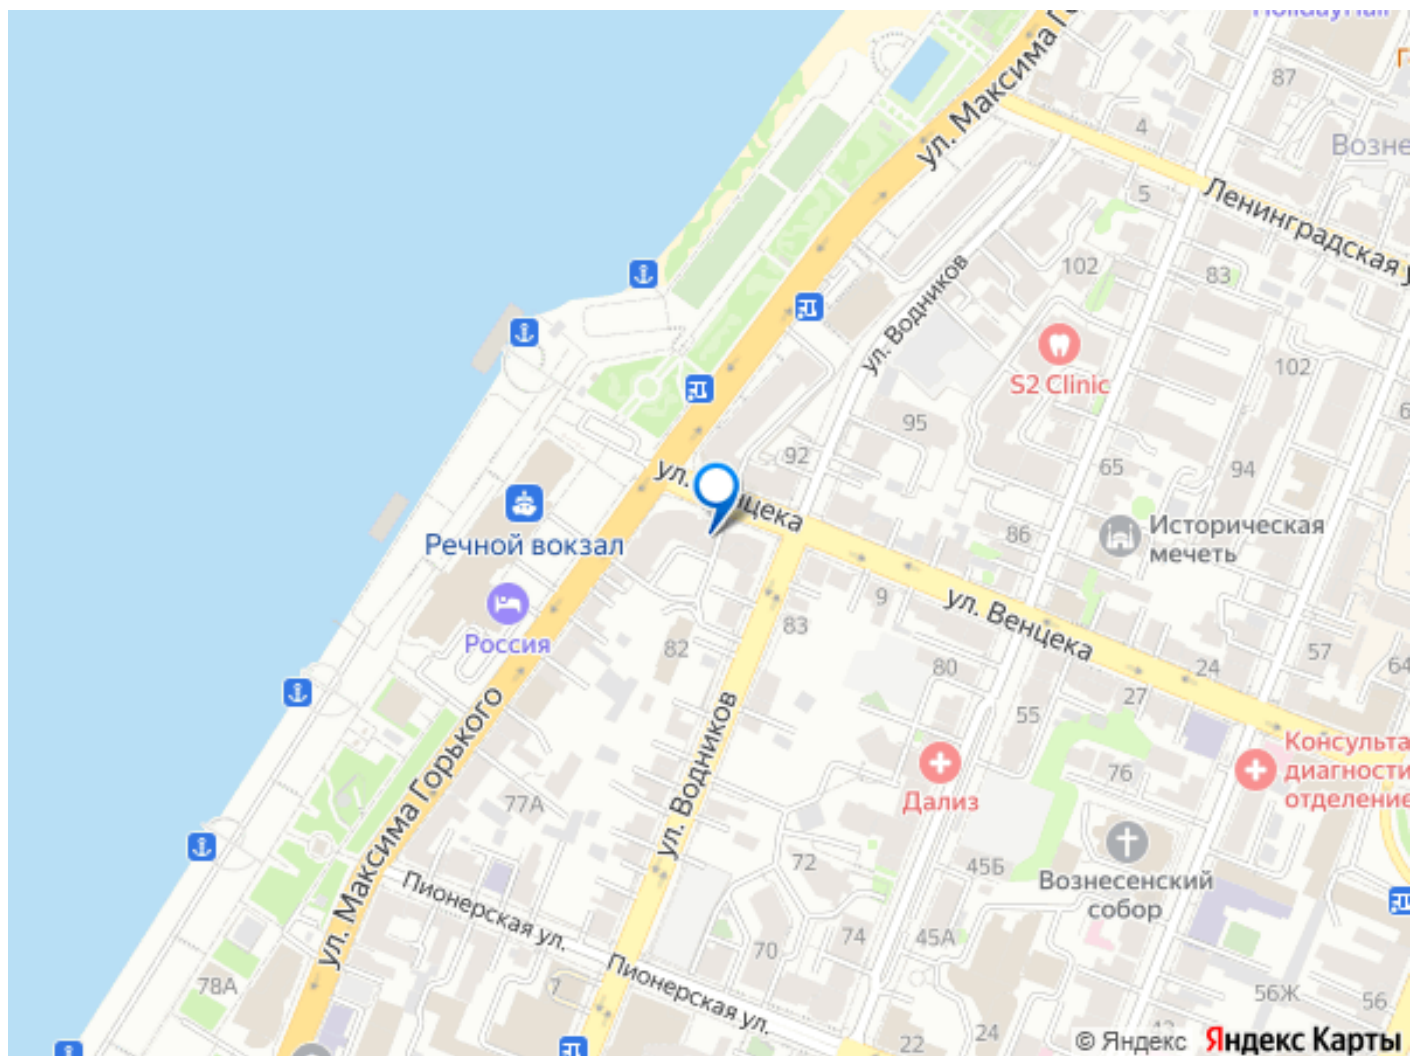 HolidayHall
ул. Максима Г
87
4
Возне
5
Ленинградская у
102
83
ул. Водников
S2 Clinic
102
95
92
65
94
ул. Венцека
Речной вокзал
86
Историческая
мечеть
Россия
9
ул. Венцека
83
82
80
24
57
64
27
55
ул. Максима Горького
ул. Водников
Консульта
диагности
отделение
76
Дализ
77А
72
45Б
Вознесенский
собор
Пионерская ул.
70
74
45А
78А
7
Пионерская ул.
56Ж
56
22
24
© Яндекс Яндекс Карты